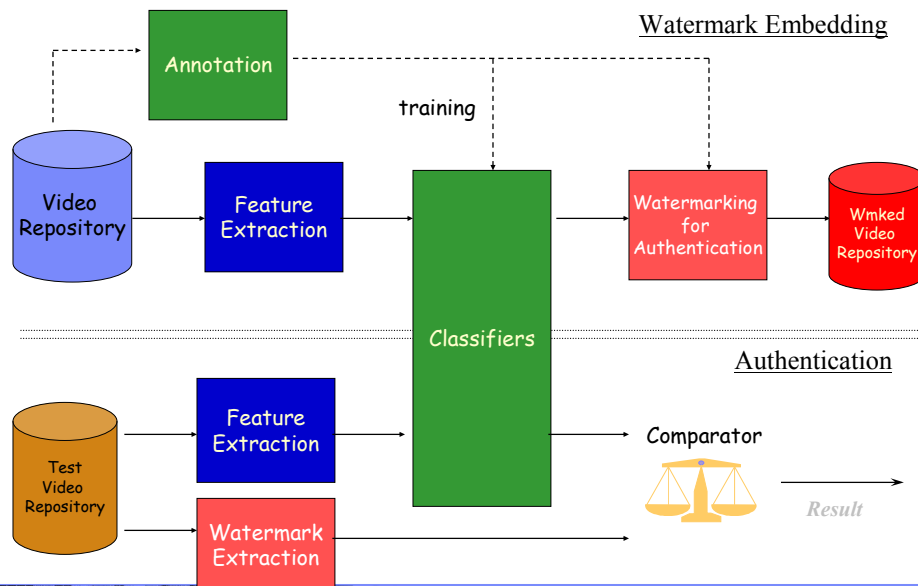 Watermark Embedding
Annotation
training
Video
Repository
Feature
Extraction
Watermarking
for
Authentication
Wmked
Video
Repository
Classifiers
Authentication
Feature
Extraction
Comparator
Test
Video
Repository
Result
Watermark
Extraction